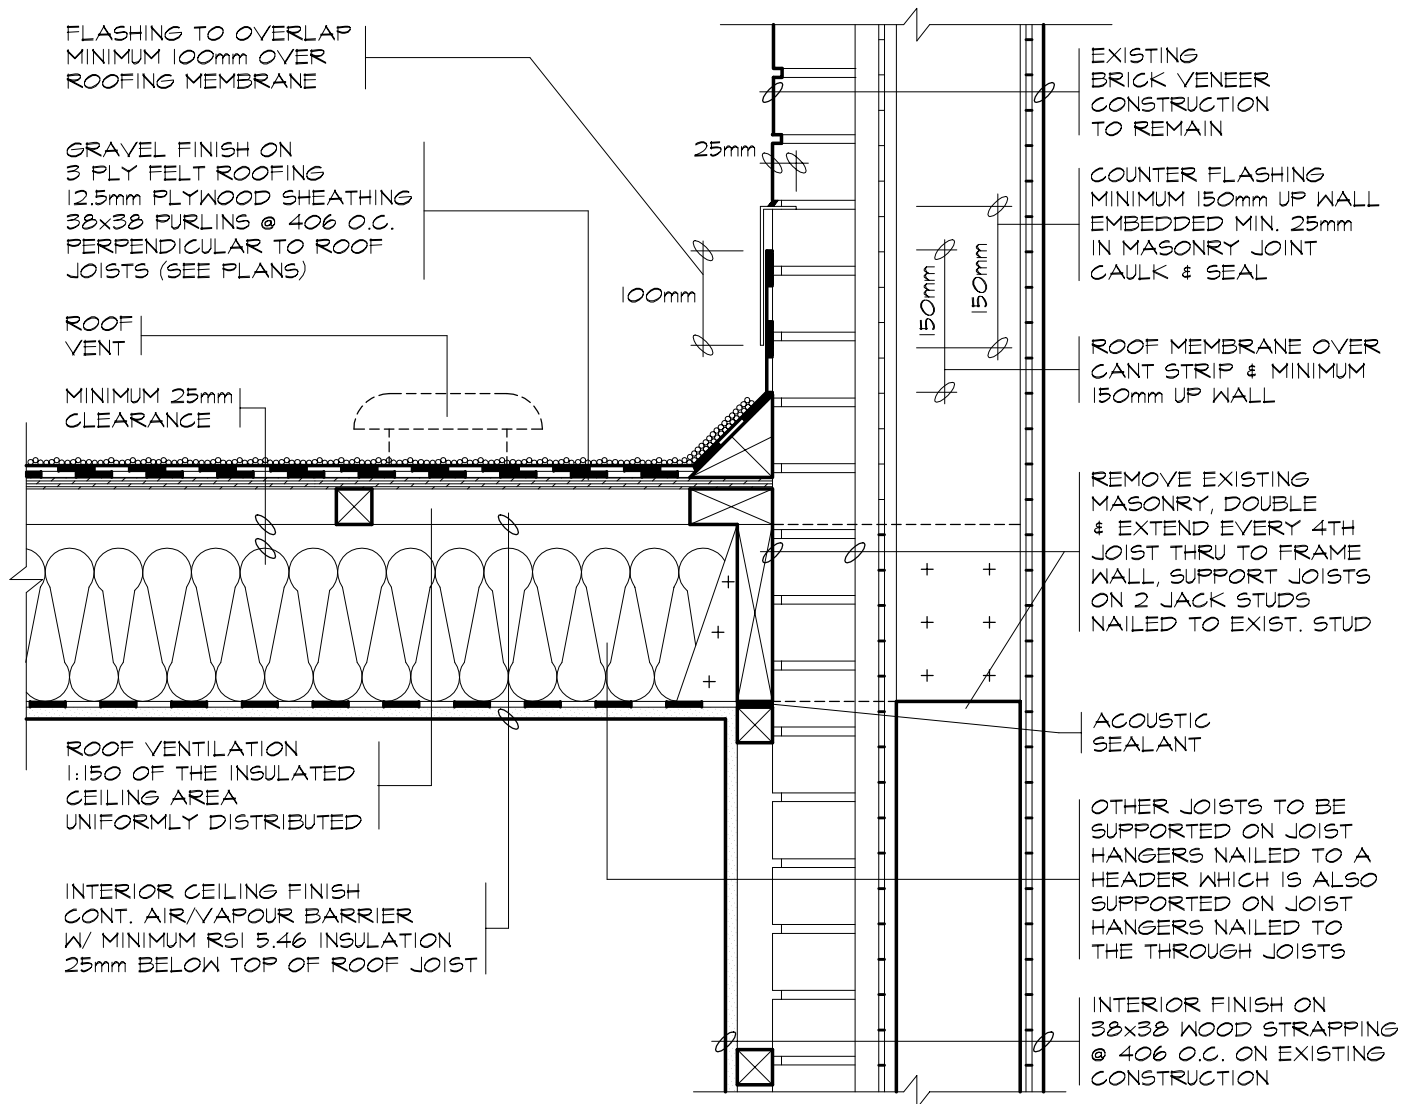 FLASHING TO OVERLAP
MINIMUM 100mm OVER
ROOFING MEMBRANE
GRAVEL FINISH ON
3 PLY FELT ROOFING
12.5mm PLYWOOD SHEATHING
38x38 PURLINS @ 406 O.C.
PERPENDICULAR TO ROOF
JOISTS (SEE PLANS)
ROOF
VENT
MINIMUM 25mm
CLEARANCE
ROOF VENTILATION
1:150 OF THE INSULATED
CEILING AREA
UNIFORMLY DISTRIBUTED
INTERIOR CEILING FINISH
CONT. AIR/VAPOUR BARRIER
W/ MINIMUM RSI 5.46 INSULATION
25mm BELOW TOP OF ROOF JOIST
25mm
100mm
150mm
150mm
EXISTING
BRICK VENEER
CONSTRUCTION
TO REMAIN
COUNTER FLASHING
MINIMUM 150mm UP WALL
EMBEDDED MIN. 25mm
IN MASONRY JOINT
CAULK & SEAL
ROOF MEMBRANE OVER
CANT STRIP & MINIMUM
150mm UP WALL
REMOVE EXISTING
MASONRY, DOUBLE
& EXTEND EVERY 4TH
JOIST THRU TO FRAME
WALL, SUPPORT JOISTS
ON 2 JACK STUDS
NAILED TO EXIST. STUD
ACOUSTIC
SEALANT
OTHER JOISTS TO BE
SUPPORTED ON JOIST
HANGERS NAILED TO A
HEADER WHICH IS ALSO
SUPPORTED ON JOIST
HANGERS NAILED TO
THE THROUGH JOISTS
INTERIOR FINISH ON
38x38 WOOD STRAPPING
@ 406 O.C. ON EXISTING
CONSTRUCTION